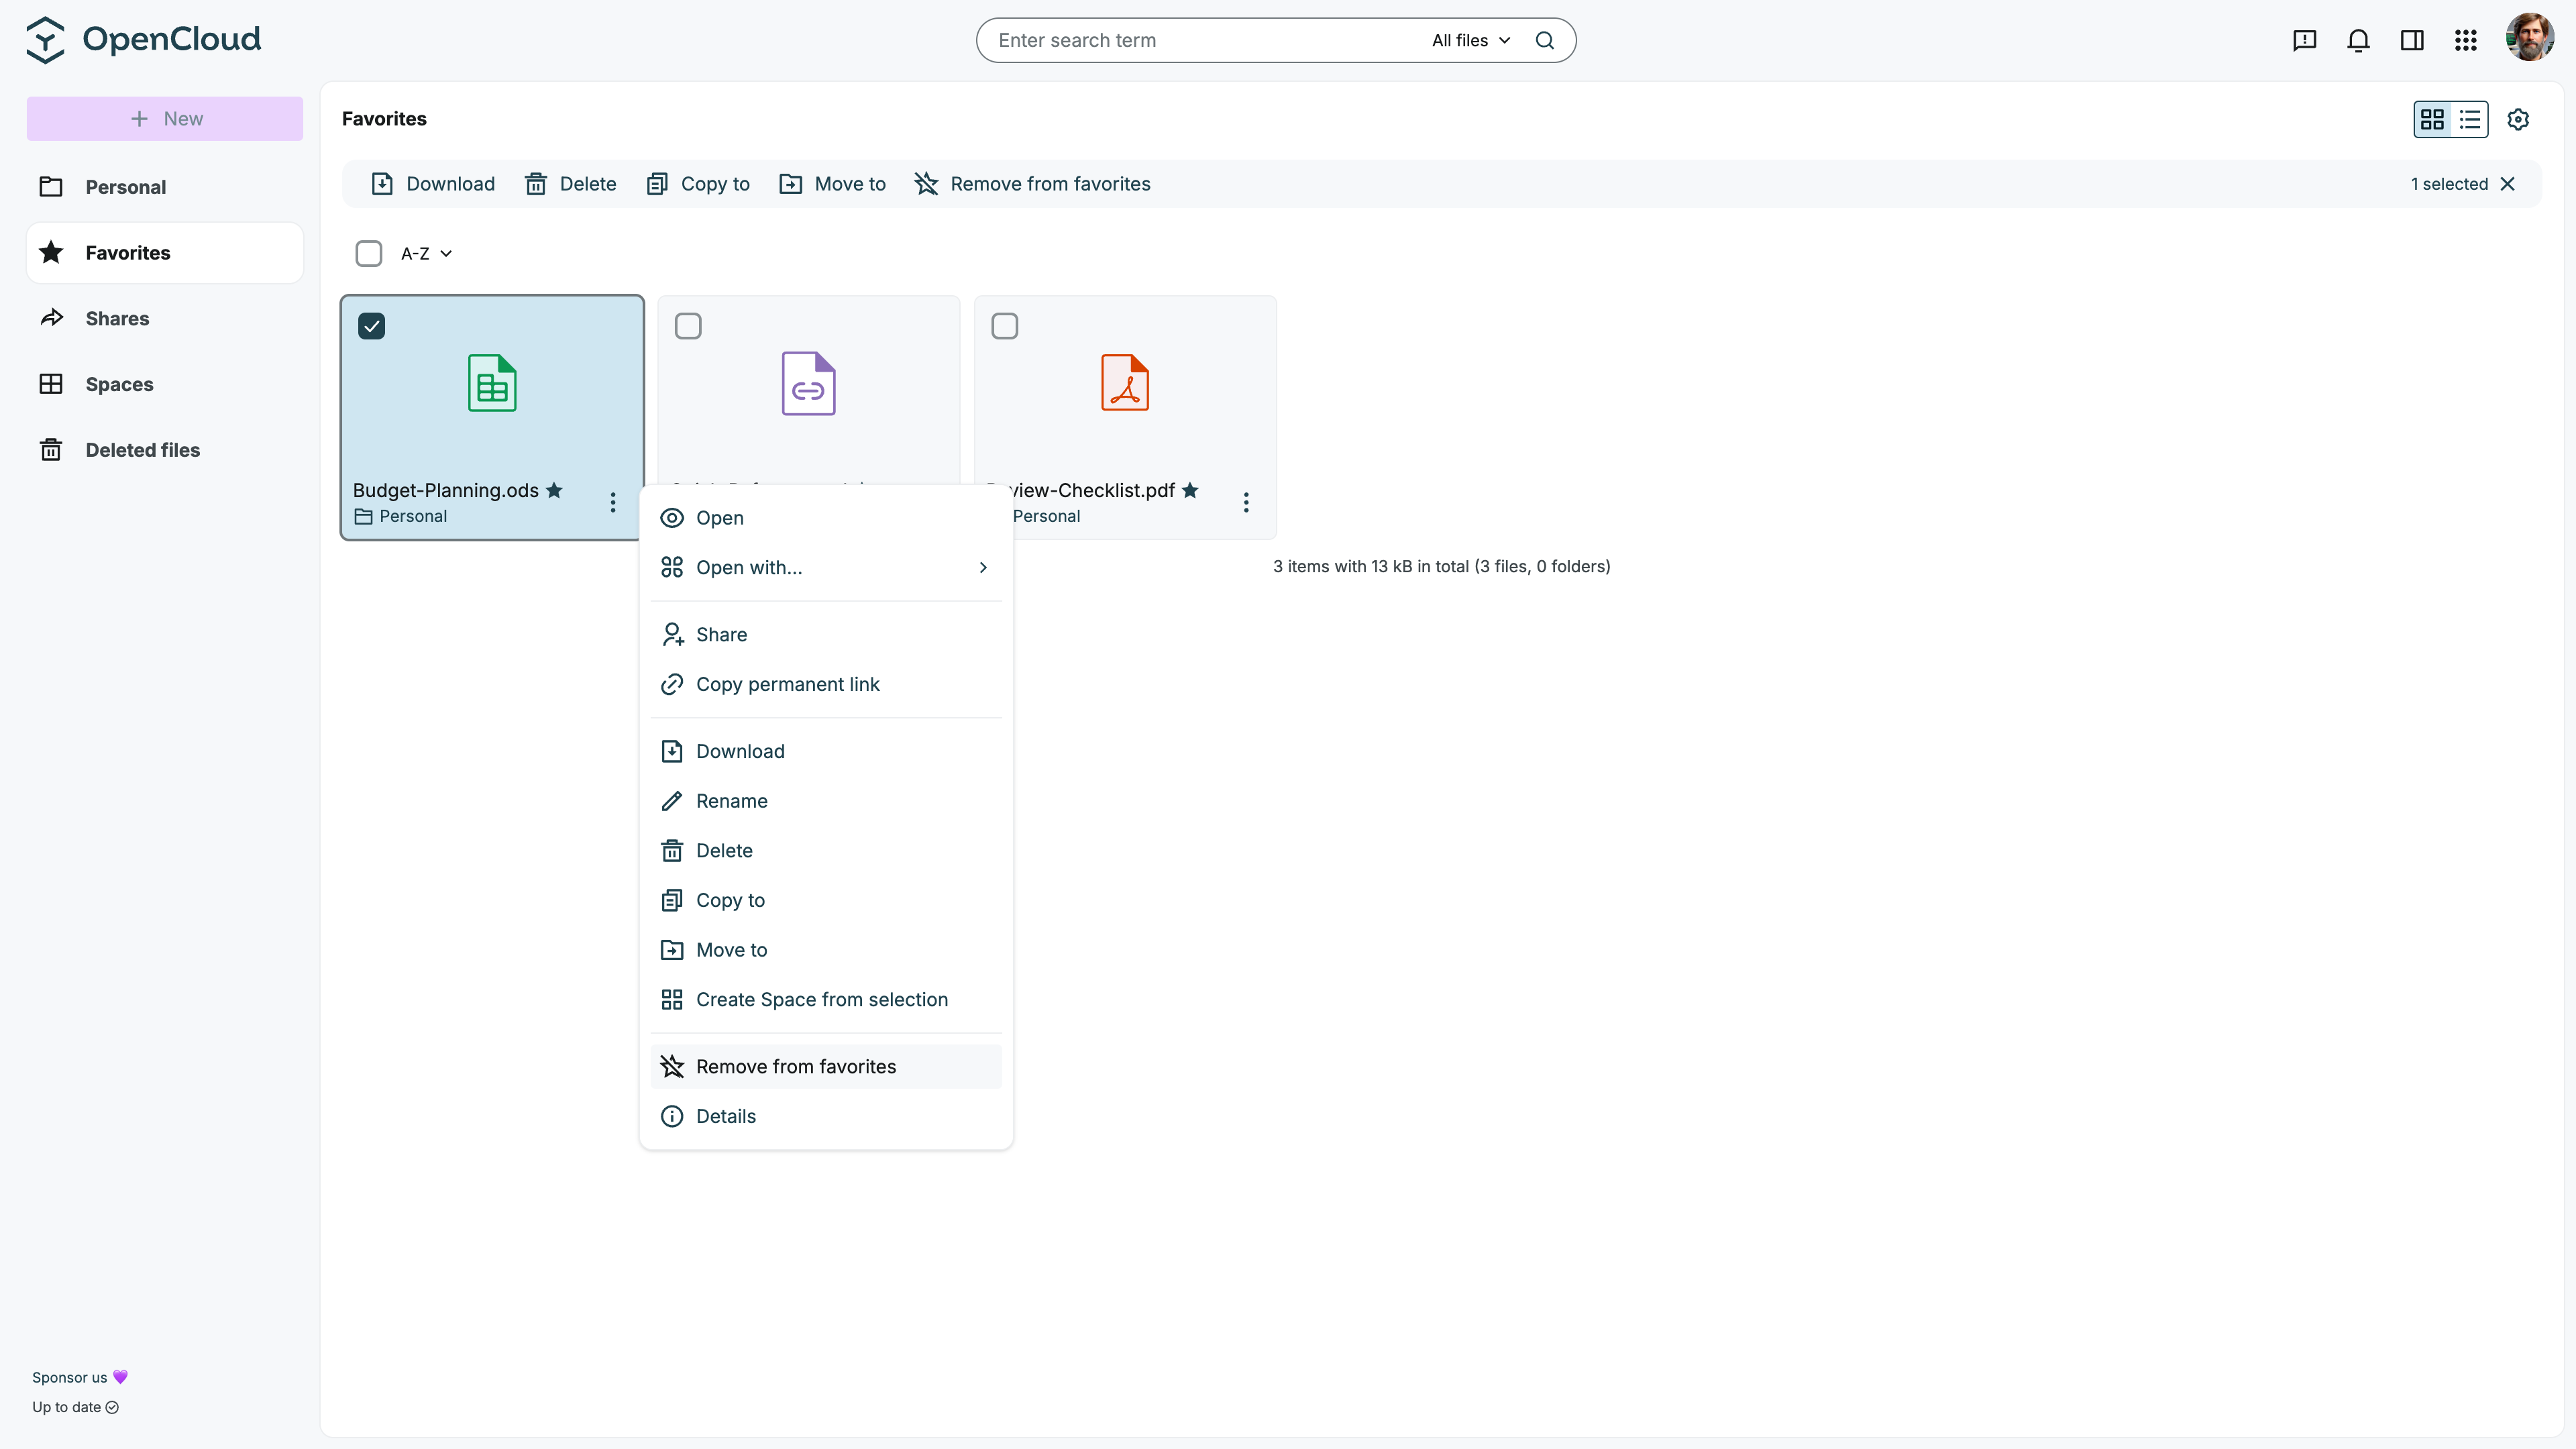 OpenCloud
Enter search term
All files
New
Personal
Favorites
Shares
Spaces
Deleted files
Sponsor us
Up to date
Favorites
Download
Delete
Copy to
Move to
Remove from favorites
1 selected
A-Z
Budget-Planning.ods
Personal
view-Checklist.pdf
Personal
3 items with 13 kB in total (3 files, 0 folders)
Open
Open with...
Share
Copy permanent link
Download
Rename
Delete
Copy to
Move to
Create Space from selection
Remove from favorites
Details